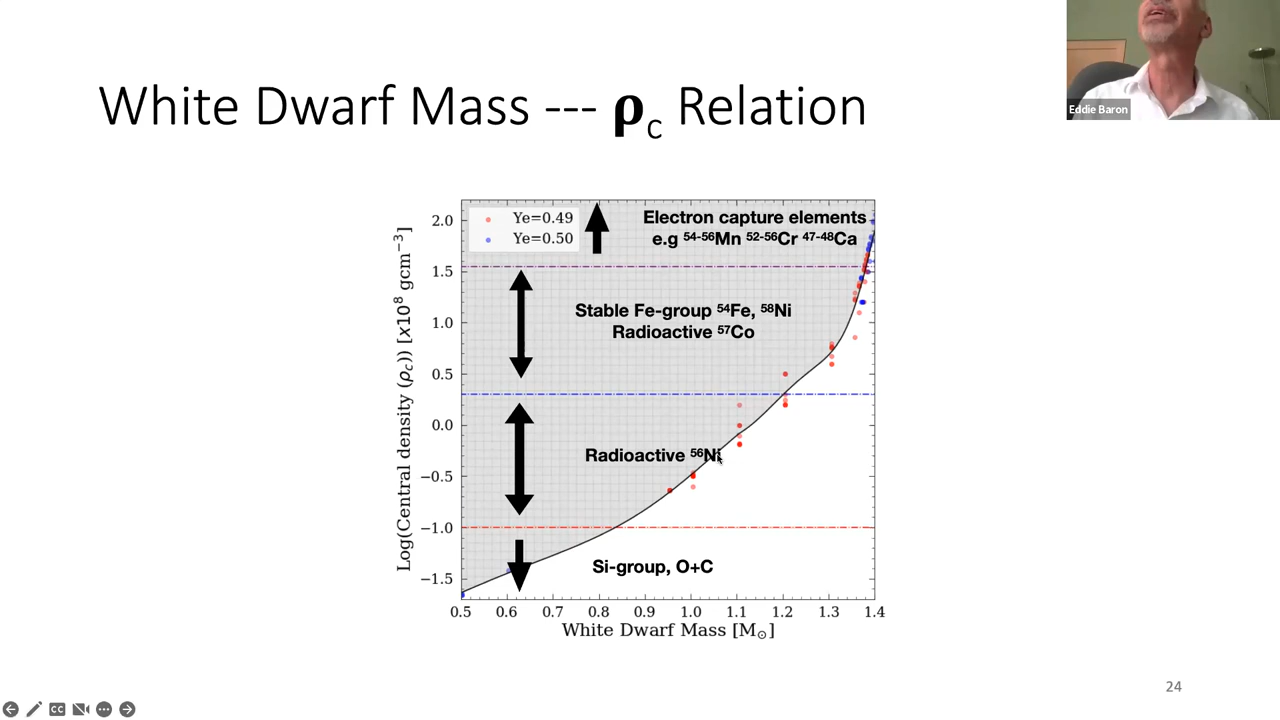 White Dwarf Mass --- ρc Relation
Eddie Baron
Ye=0.49
Ye=0.50
Electron capture elements
e.g ⁵⁴⁻⁵⁶Mn ⁵²⁻⁵⁶Cr ⁴⁷⁻⁴⁸Ca
Stable Fe-group ⁵⁴Fe, ⁵⁸Ni
Radioactive ⁵⁷Co
Radioactive ⁵⁶Ni
Si-group, O+C
Log(Central density (ρc)) [x10⁸ gcm⁻³]
2.0
1.5
1.0
0.5
0.0
−0.5
−1.0
−1.5
0.5 0.6 0.7 0.8 0.9 1.0 1.1 1.2 1.3 1.4
White Dwarf Mass [M⊙]
24
CC